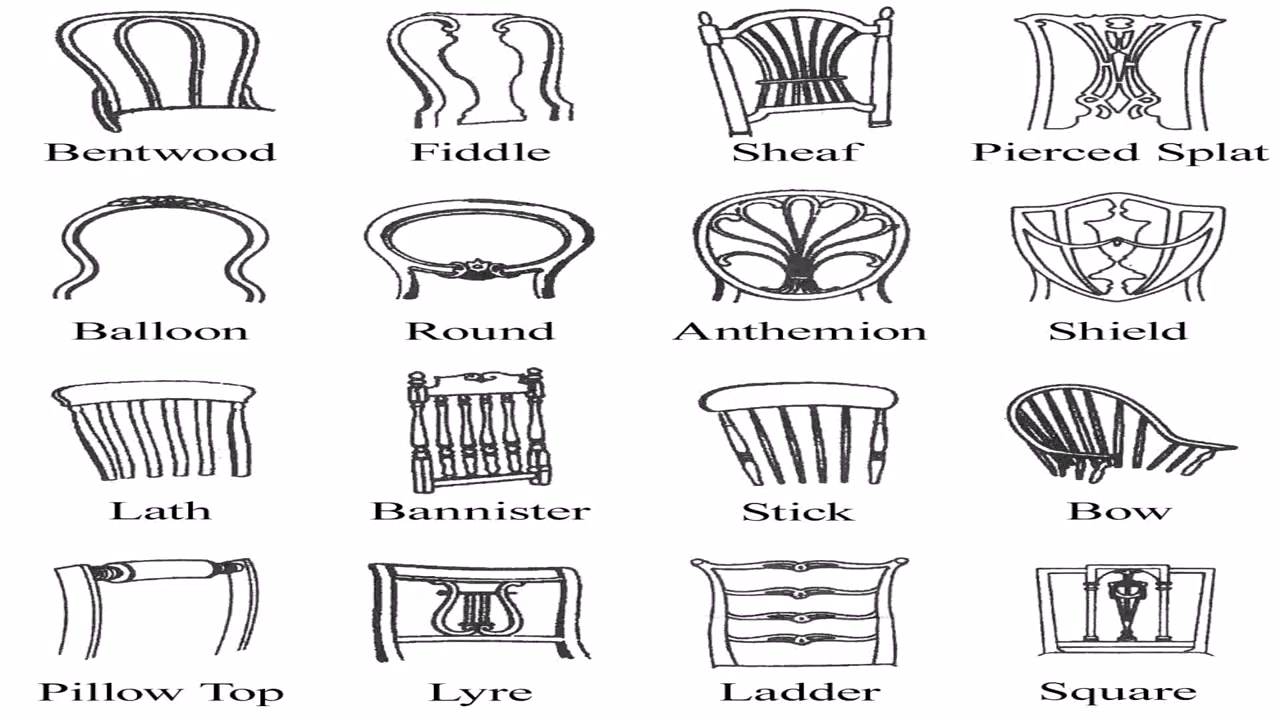 Bentwood Fiddle Sheaf Pierced Splat
Balloon Round Anthemion Shield
Lath Bannister Stick Bow
Pillow Top Lyre Ladder Square